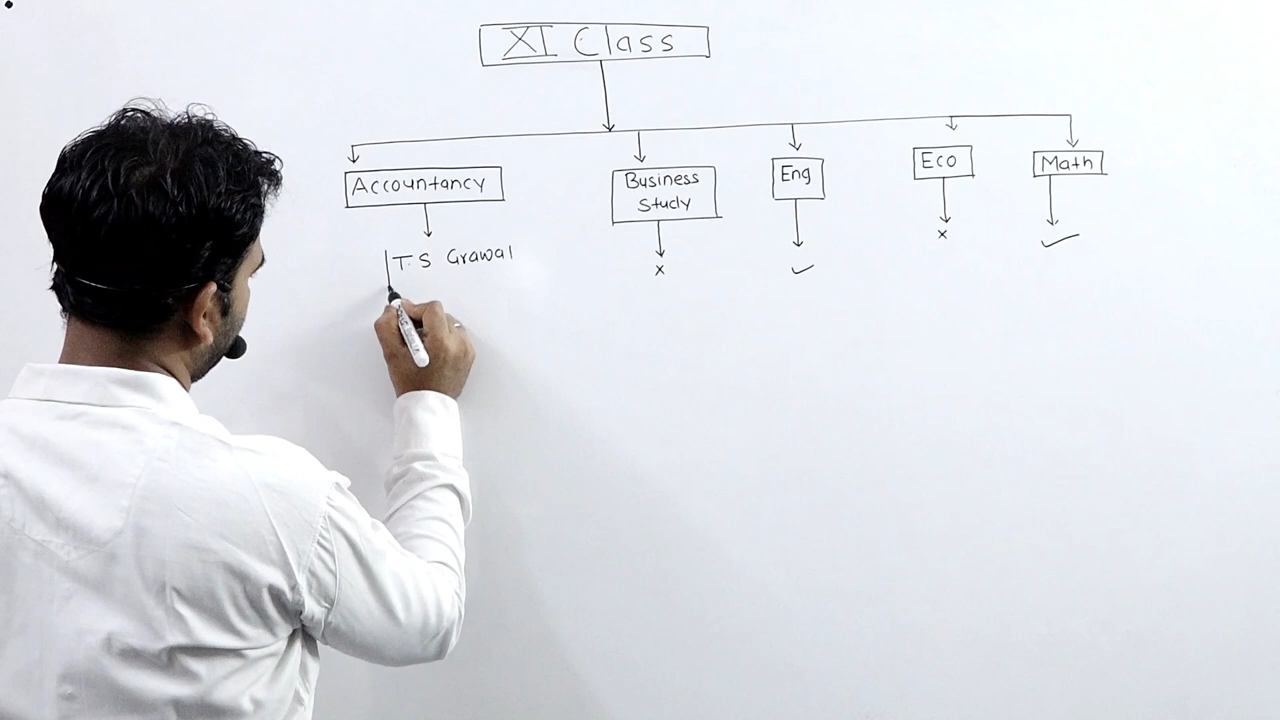 XI Class
Accountancy
Business
Study
Eng
Eco
Math
T.S Grawal